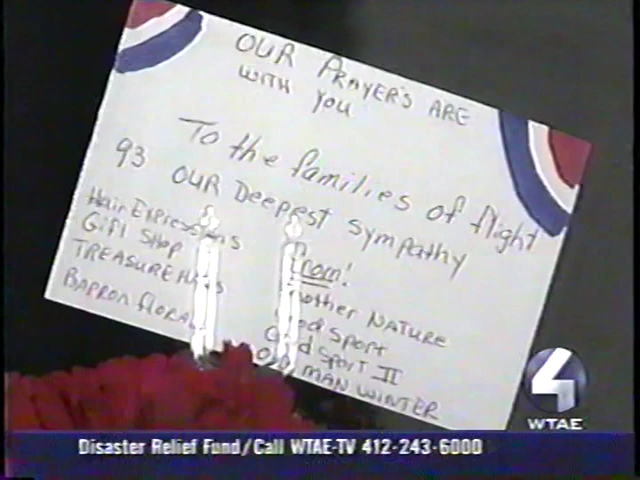 OUR PRAYER'S ARE
WITH YOU
To the families of flight
93 OUR DEEPEST sympathy
From!
Hair Expressions
Gift Shop
TREASURE
BAPRON floral
Mother NATURE
SPORT
SPORT II
OLD MAN WINTER
4
WTAE
Disaster Relief Fund/Call WTAE-TV 412-243-6000